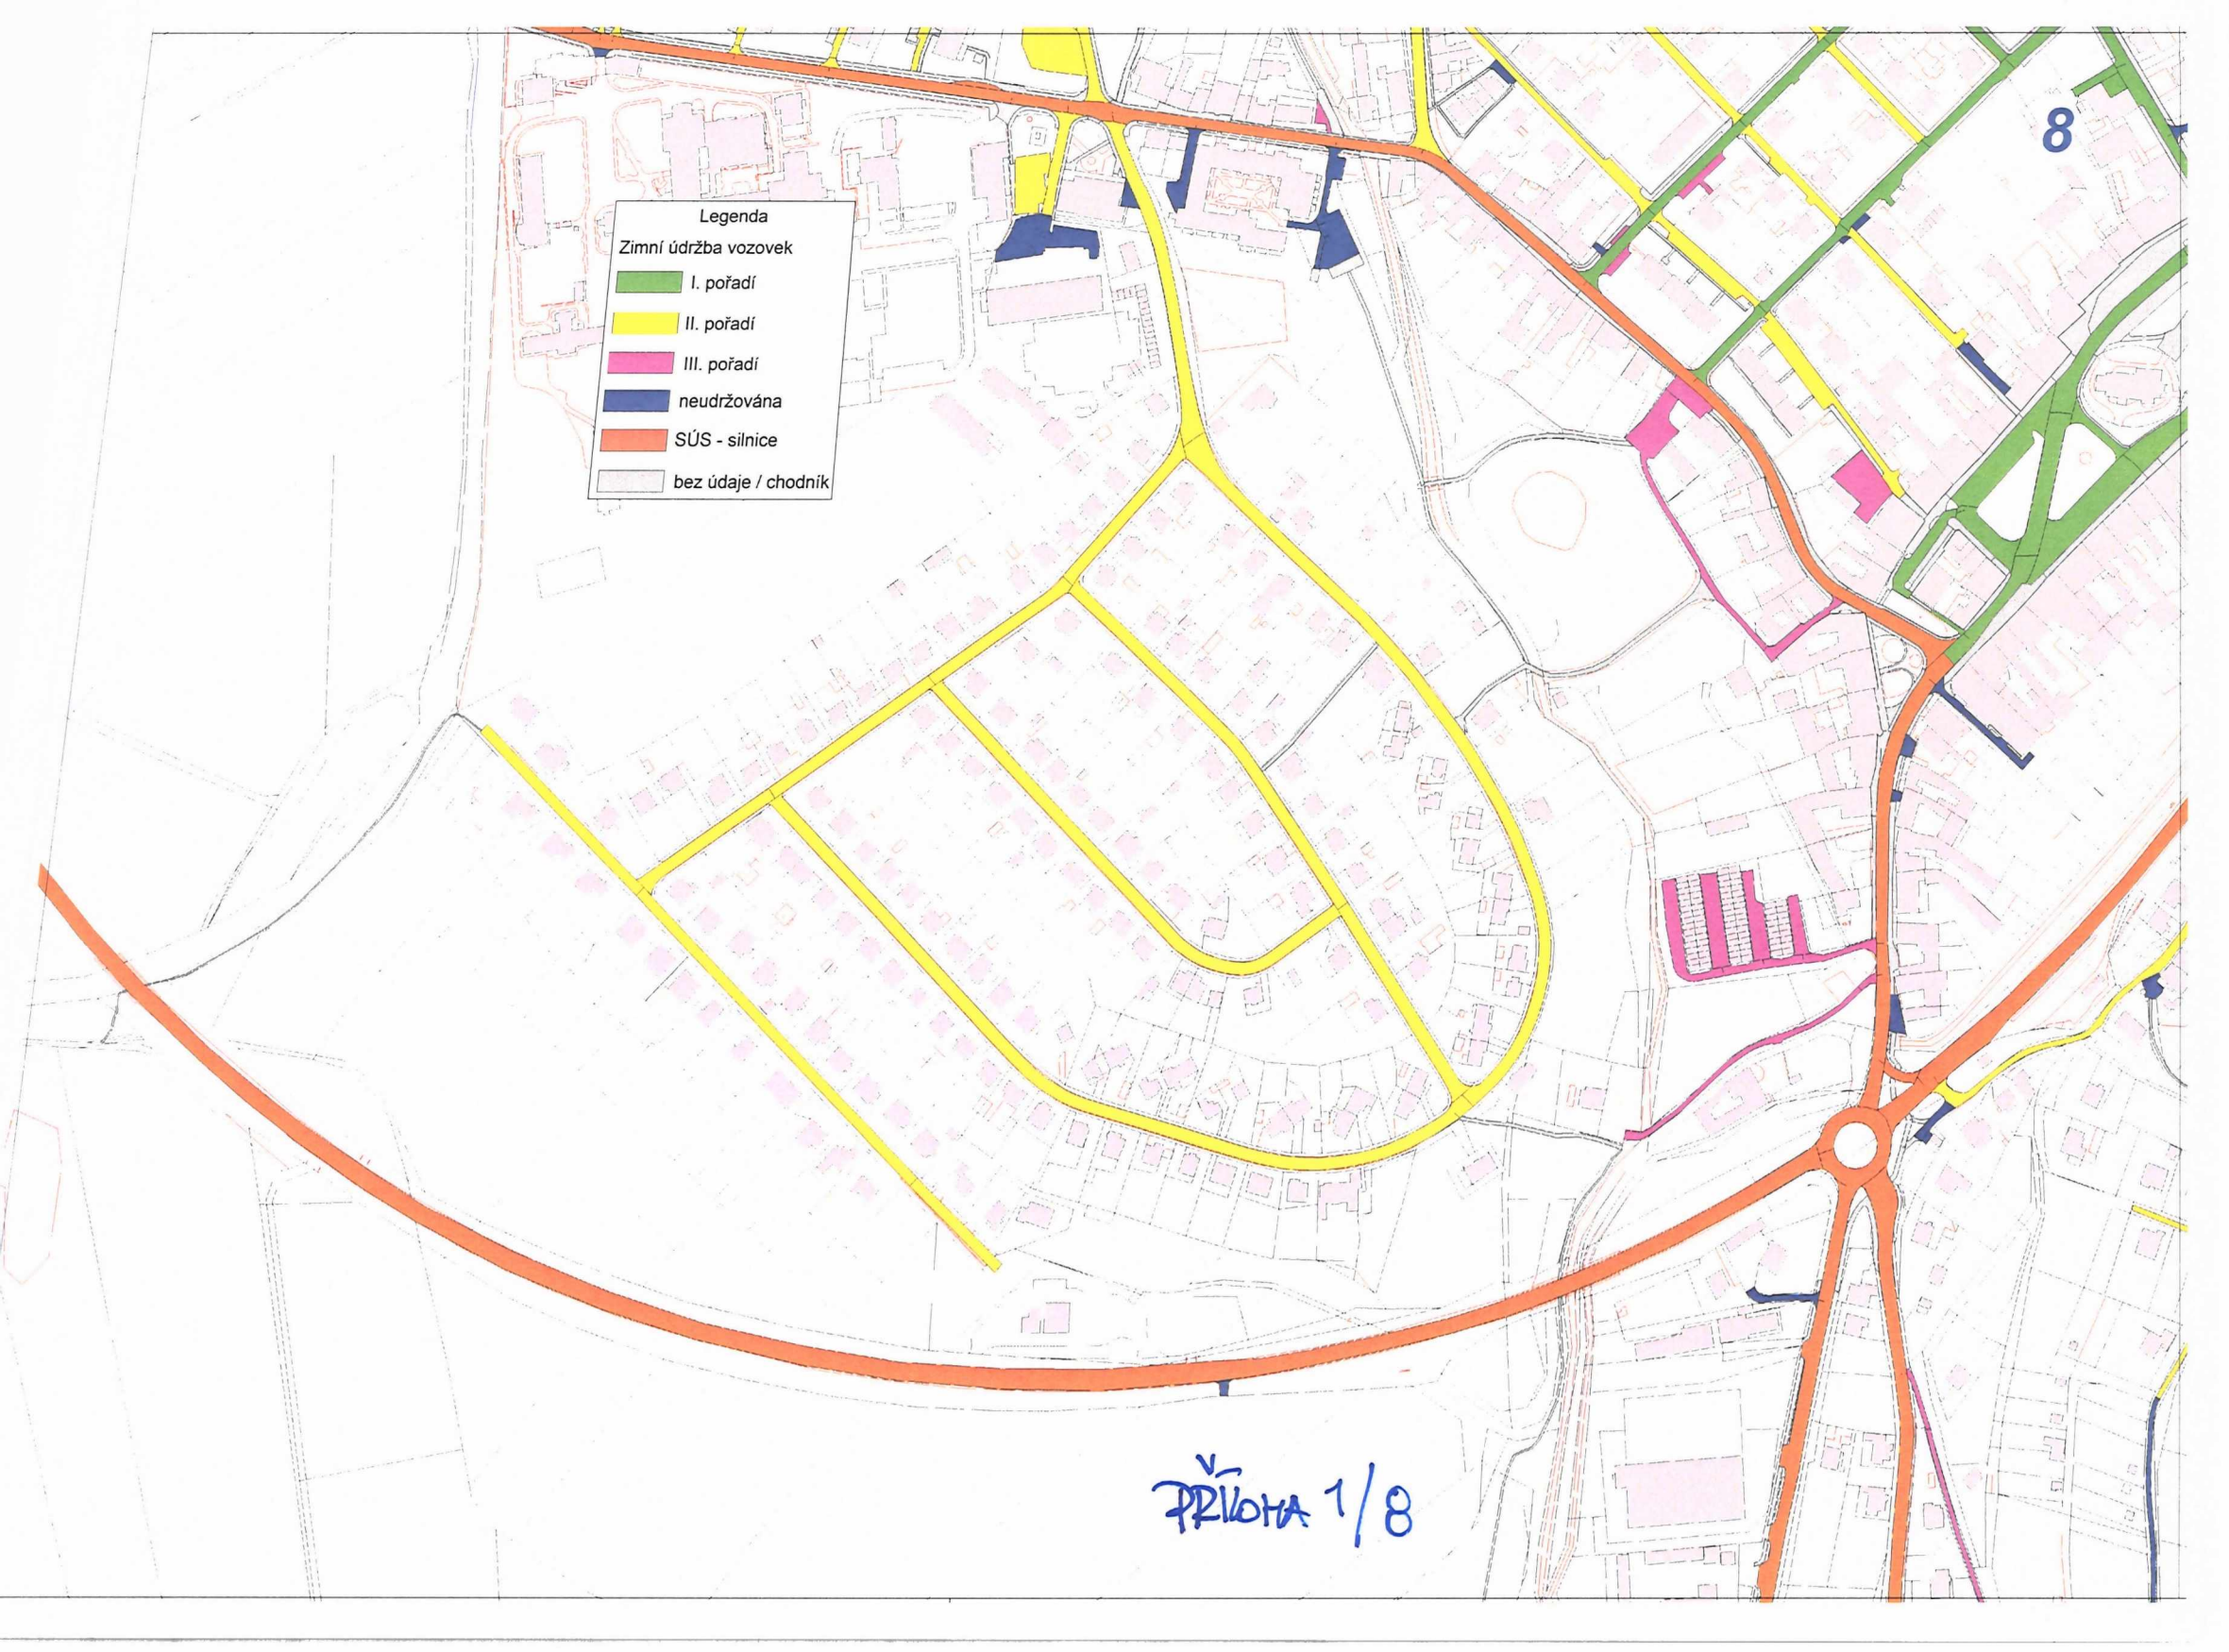 8
Legenda
Zimní údržba vozovek
I. pořadí
II. pořadí
III. pořadí
neudržována
SÚS - silnice
bez údaje / chodník
PŘÍLOHA 1/8